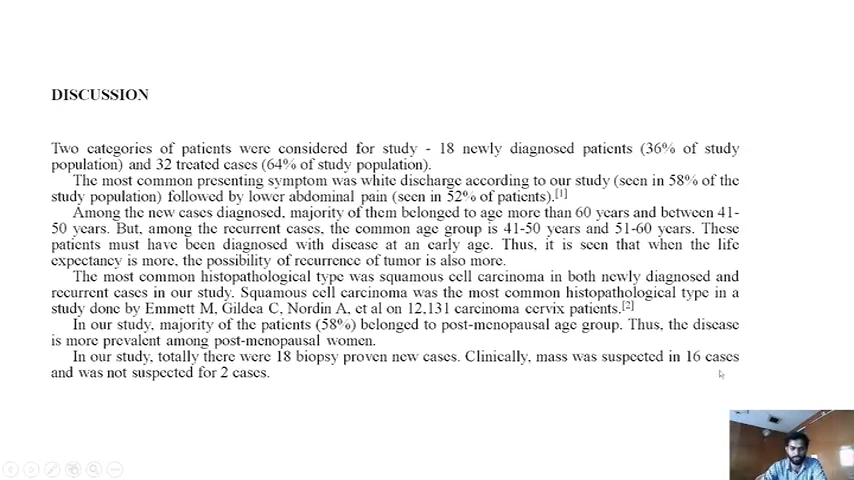 DISCUSSION
Two categories of patients were considered for study - 18 newly diagnosed patients (36% of study
population) and 32 treated cases (64% of study population).
The most common presenting symptom was white discharge according to our study (seen in 58% of the
study population) followed by lower abdominal pain (seen in 52% of patients).[1]
Among the new cases diagnosed, majority of them belonged to age more than 60 years and between 41-
50 years. But, among the recurrent cases, the common age group is 41-50 years and 51-60 years. These
patients must have been diagnosed with disease at an early age. Thus, it is seen that when the life
expectancy is more, the possibility of recurrence of tumor is also more.
The most common histopathological type was squamous cell carcinoma in both newly diagnosed and
recurrent cases in our study. Squamous cell carcinoma was the most common histopathological type in a
study done by Emmett M, Gildea C, Nordin A, et al on 12,131 carcinoma cervix patients.[2]
In our study, majority of the patients (58%) belonged to post-menopausal age group. Thus, the disease
is more prevalent among post-menopausal women.
In our study, totally there were 18 biopsy proven new cases. Clinically, mass was suspected in 16 cases
and was not suspected for 2 cases.